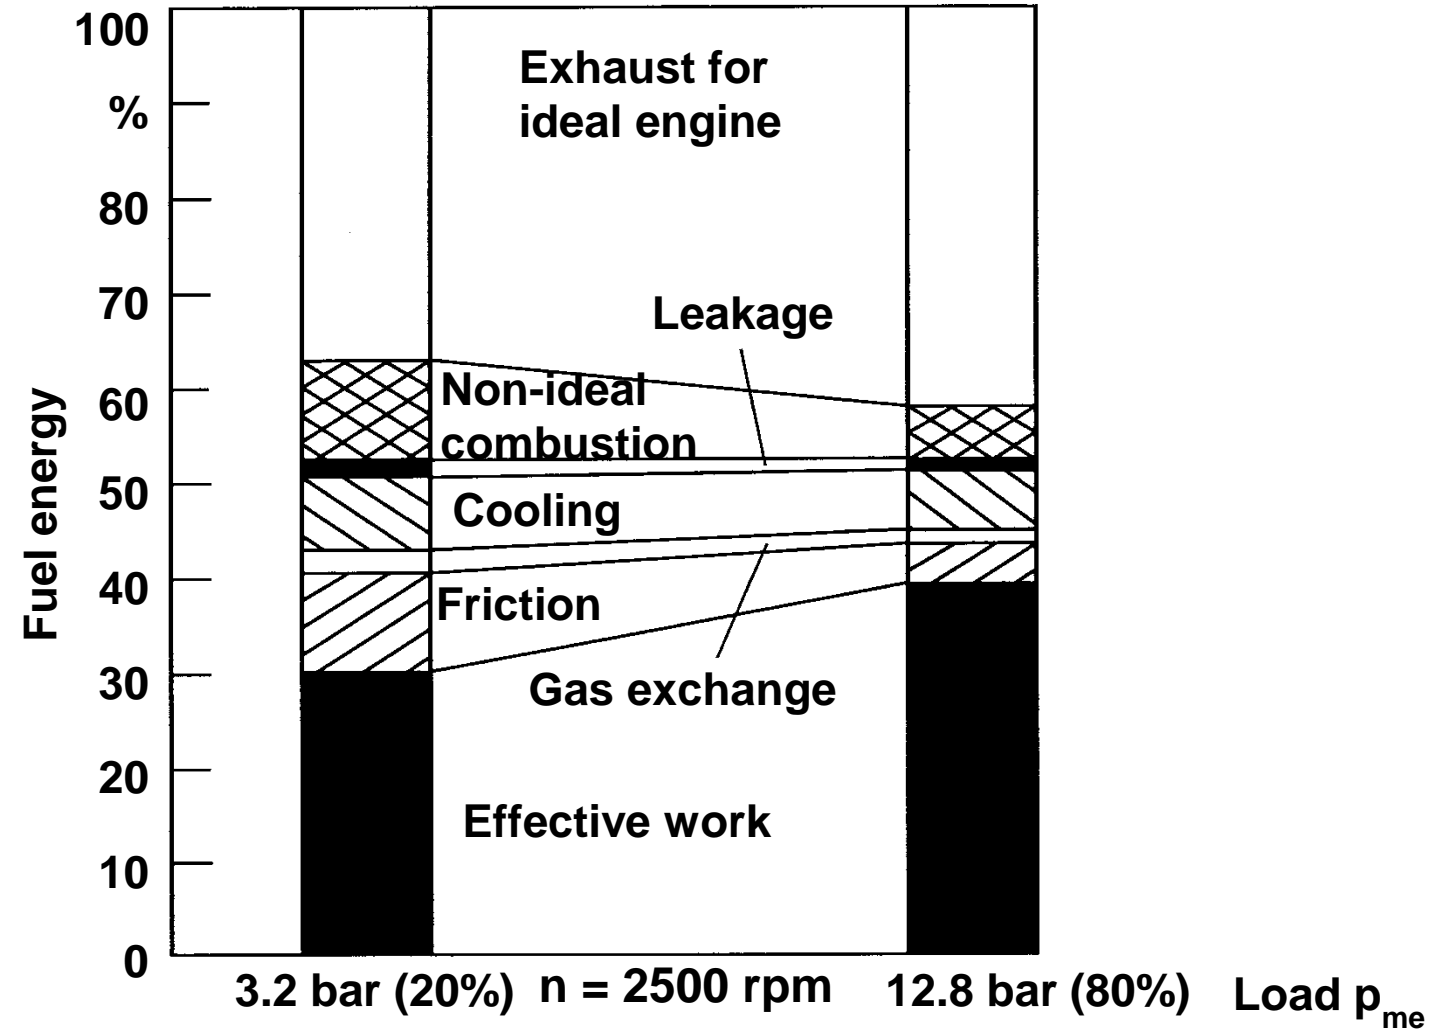 100
%
80
70
60
50
40
30
20
10
0
Fuel energy
Exhaust for
ideal engine
Leakage
Non-ideal
combustion
Cooling
Friction
Gas exchange
Effective work
3.2 bar (20%) n = 2500 rpm 12.8 bar (80%) Load pme